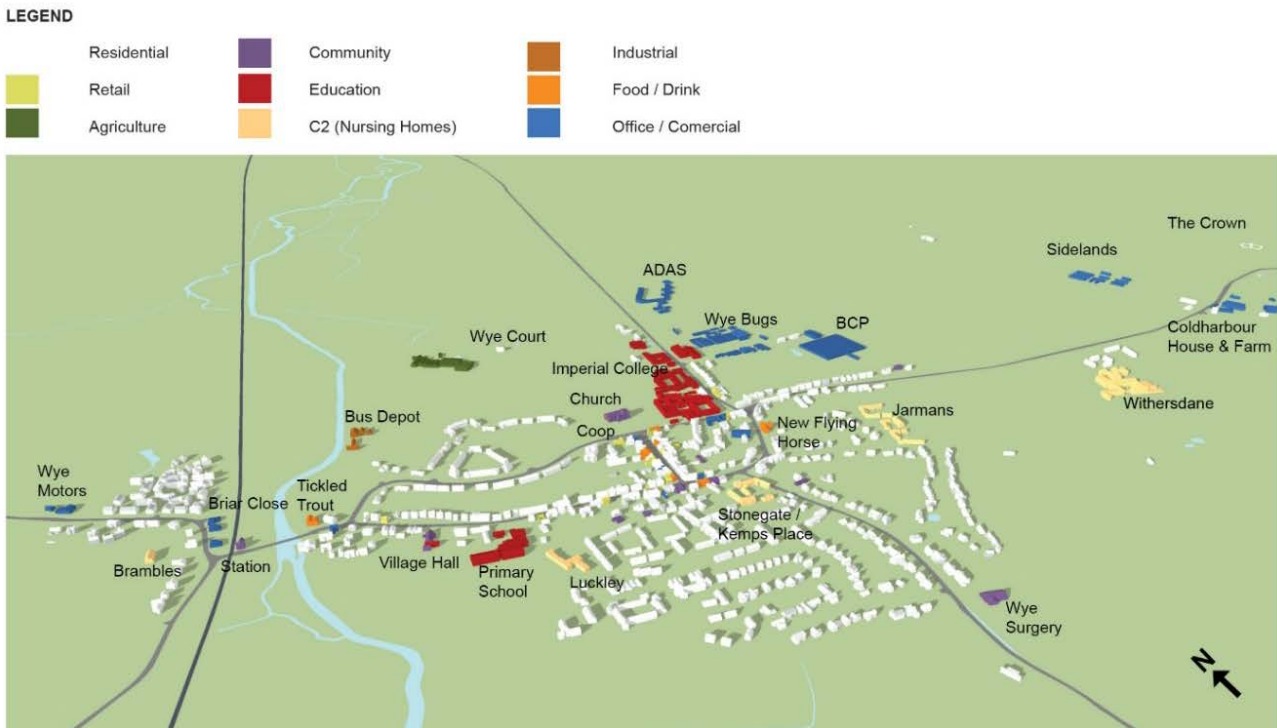 LEGEND
Residential
Community
Industrial
Retail
Education
Food / Drink
Agriculture
C2 (Nursing Homes)
Office / Comercial
The Crown
Sidelands
ADAS
Wye Bugs
BCP
Coldharbour
House & Farm
Wye Court
Imperial College
Withersdane
Church
Jarmans
Bus Depot
Coop
New Flying
Horse
Wye
Motors
Briar Close
Tickled
Trout
Stonegate /
Kemps Place
Brambles
Station
Village Hall
Primary
School
Luckley
Wye
Surgery
N